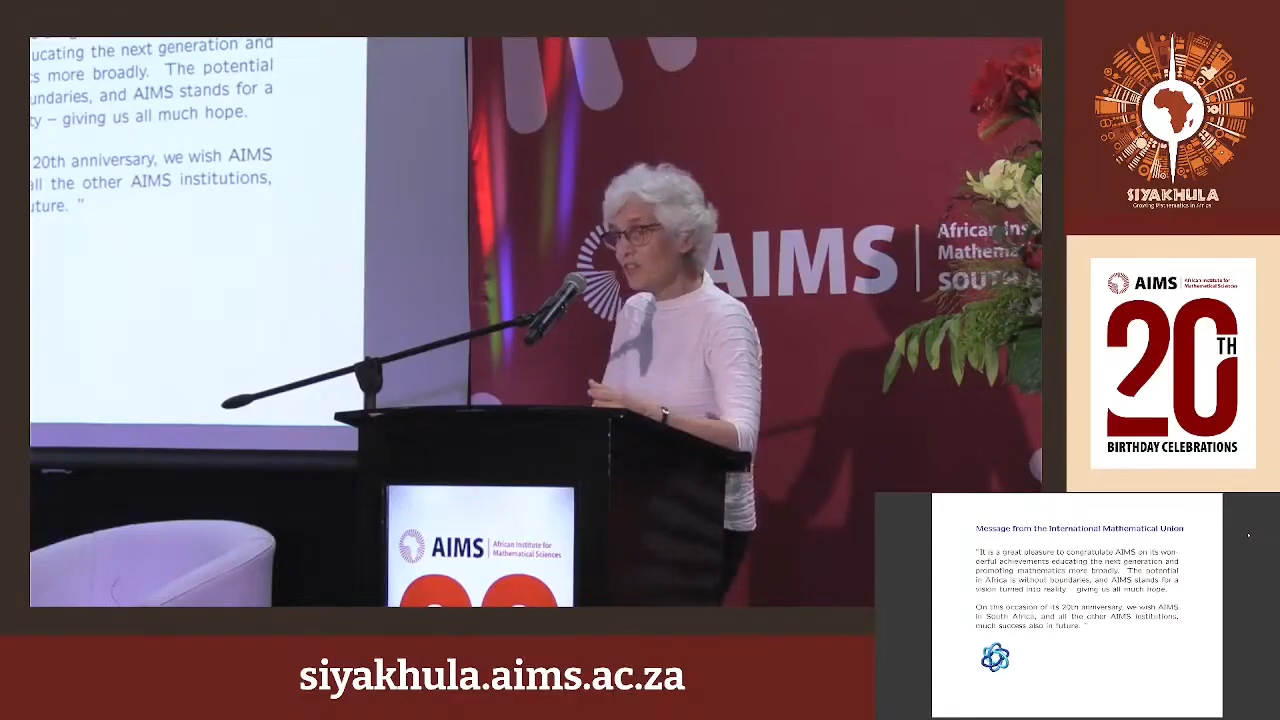 ucating the next generation and
cs more broadly. The potential
undaries, and AIMS stands for a
ty – giving us all much hope.
20th anniversary, we wish AIMS
all the other AIMS institutions,
uture. "
AIMS
African Ins
Mathema
SOUTH
AIMS
African Institute for
Mathematical Sciences
SIYAKHULA
Growing Mathematics in Africa
AIMS
African Institute for
Mathematical Sciences
20TH
BIRTHDAY CELEBRATIONS
Message from the International Mathematical Union
"It is a great pleasure to congratulate AIMS on its won-
derful achievements educating the next generation and
promoting mathematics more broadly. The potential
in Africa is without boundaries, and AIMS stands for a
vision turned into reality – giving us all much hope.
On this occasion of its 20th anniversary, we wish AIMS
in South Africa, and all the other AIMS institutions,
much success also in future. "
siyakhula.aims.ac.za